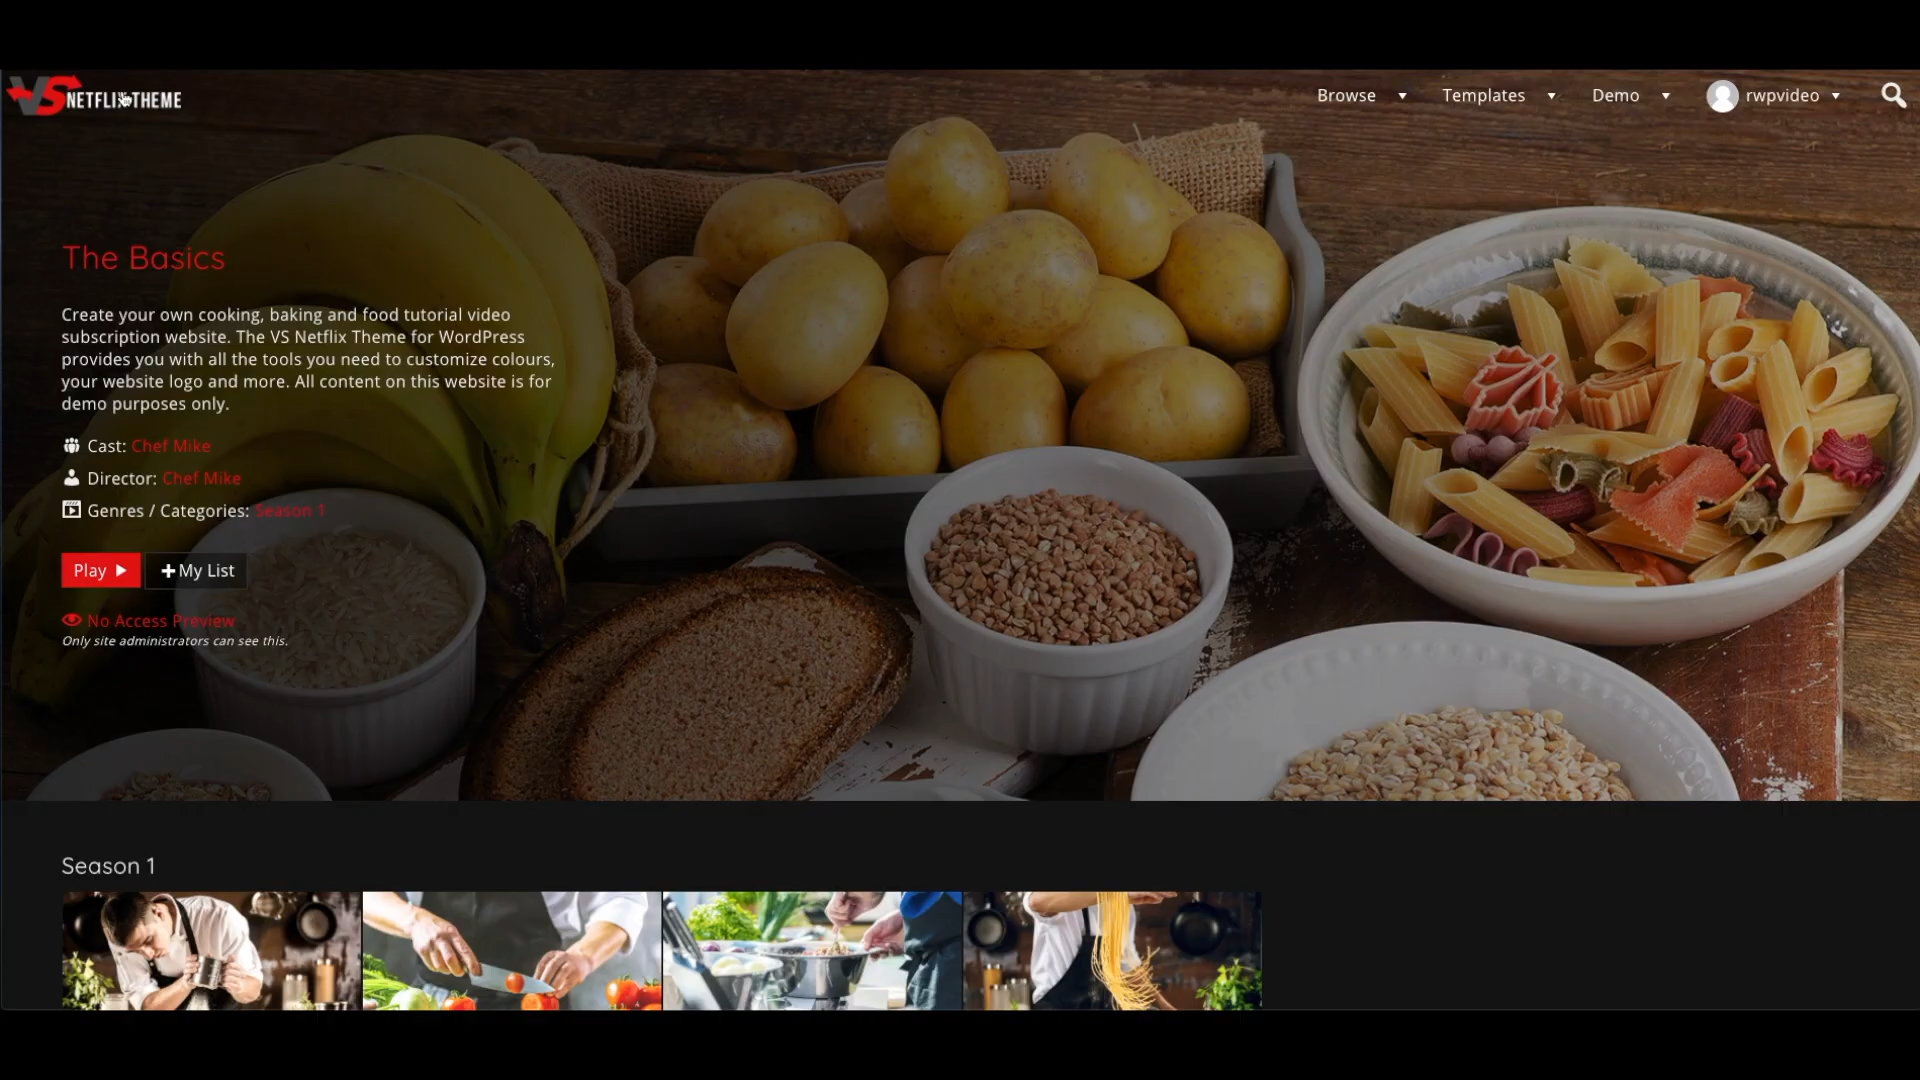 VS NETFLIX THEME
Browse Templates Demo rwpvideo
The Basics
Create your own cooking, baking and food tutorial video
subscription website. The VS Netflix Theme for WordPress
provides you with all the tools you need to customize colours,
your website logo and more. All content on this website is for
demo purposes only.
Cast: Chef Mike
Director: Chef Mike
Genres / Categories: Season 1
Play +My List
No Access Preview
Only site administrators can see this.
Season 1